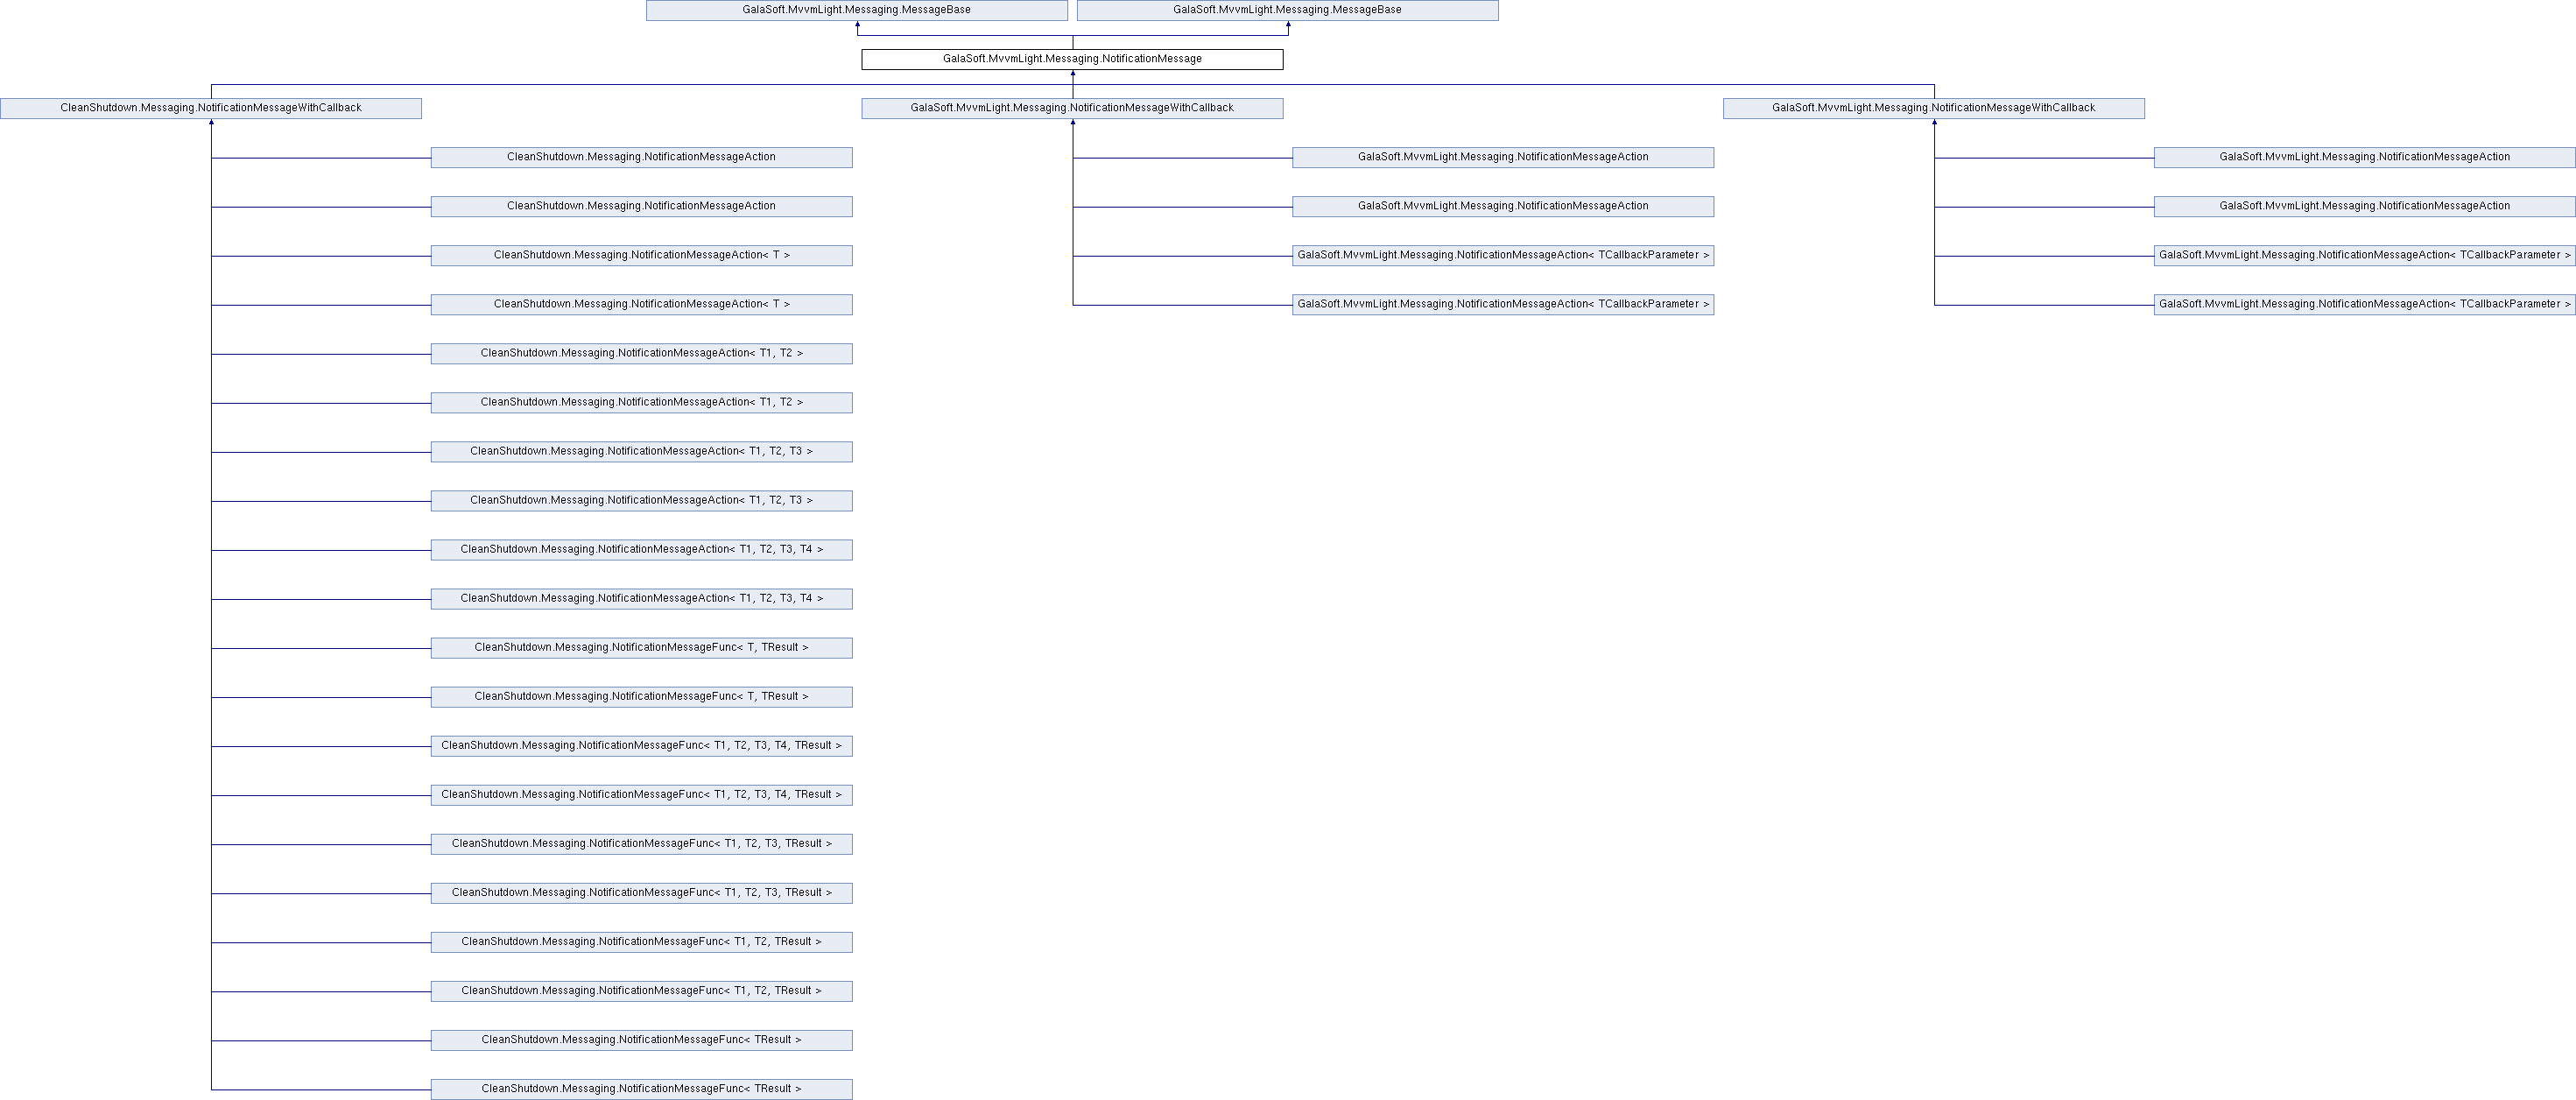 GalaSoft.MvvmLight.Messaging.MessageBase
GalaSoft.MvvmLight.Messaging.MessageBase
GalaSoft.MvvmLight.Messaging.NotificationMessage
CleanShutdown.Messaging.NotificationMessageWithCallback
GalaSoft.MvvmLight.Messaging.NotificationMessageWithCallback
GalaSoft.MvvmLight.Messaging.NotificationMessageWithCallback
CleanShutdown.Messaging.NotificationMessageAction
GalaSoft.MvvmLight.Messaging.NotificationMessageAction
GalaSoft.MvvmLight.Messaging.NotificationMessageAction
CleanShutdown.Messaging.NotificationMessageAction
GalaSoft.MvvmLight.Messaging.NotificationMessageAction
GalaSoft.MvvmLight.Messaging.NotificationMessageAction
CleanShutdown.Messaging.NotificationMessageAction< T >
GalaSoft.MvvmLight.Messaging.NotificationMessageAction< TCallbackParameter >
GalaSoft.MvvmLight.Messaging.NotificationMessageAction< TCallbackParameter >
CleanShutdown.Messaging.NotificationMessageAction< T >
GalaSoft.MvvmLight.Messaging.NotificationMessageAction< TCallbackParameter >
GalaSoft.MvvmLight.Messaging.NotificationMessageAction< TCallbackParameter >
CleanShutdown.Messaging.NotificationMessageAction< T1, T2 >
CleanShutdown.Messaging.NotificationMessageAction< T1, T2 >
CleanShutdown.Messaging.NotificationMessageAction< T1, T2, T3 >
CleanShutdown.Messaging.NotificationMessageAction< T1, T2, T3 >
CleanShutdown.Messaging.NotificationMessageAction< T1, T2, T3, T4 >
CleanShutdown.Messaging.NotificationMessageAction< T1, T2, T3, T4 >
CleanShutdown.Messaging.NotificationMessageFunc< T, TResult >
CleanShutdown.Messaging.NotificationMessageFunc< T, TResult >
CleanShutdown.Messaging.NotificationMessageFunc< T1, T2, T3, T4, TResult >
CleanShutdown.Messaging.NotificationMessageFunc< T1, T2, T3, T4, TResult >
CleanShutdown.Messaging.NotificationMessageFunc< T1, T2, T3, TResult >
CleanShutdown.Messaging.NotificationMessageFunc< T1, T2, T3, TResult >
CleanShutdown.Messaging.NotificationMessageFunc< T1, T2, TResult >
CleanShutdown.Messaging.NotificationMessageFunc< T1, T2, TResult >
CleanShutdown.Messaging.NotificationMessageFunc< TResult >
CleanShutdown.Messaging.NotificationMessageFunc< TResult >